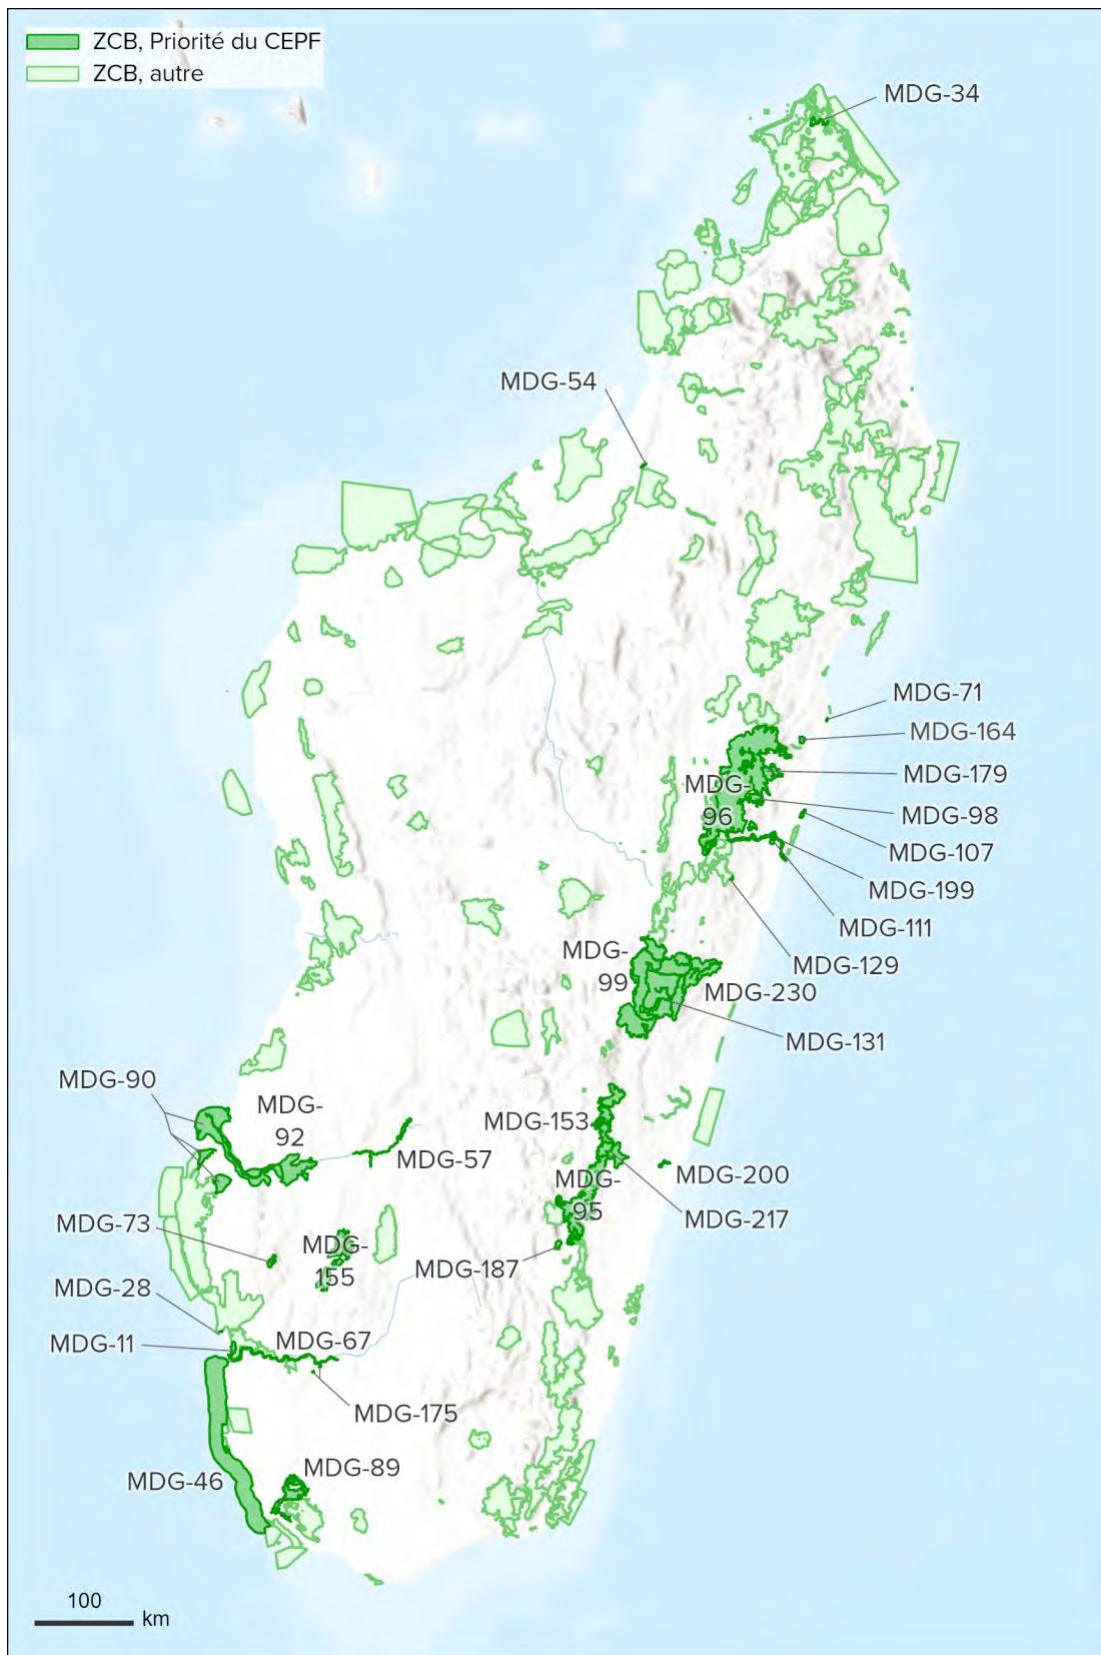 ZCB, Priorité du CEPF
ZCB, autre
MDG-34
MDG-54
MDG-71
MDG-164
MDG-179
MDG-
96
MDG-98
MDG-107
MDG-199
MDG-111
MDG-129
MDG-
99
MDG-230
MDG-131
MDG-90
MDG-
92
MDG-153
MDG-57
MDG-200
MDG-
95
MDG-217
MDG-73
MDG-
155
MDG-187
MDG-28
MDG-11
MDG-67
MDG-175
MDG-89
MDG-46
100
km